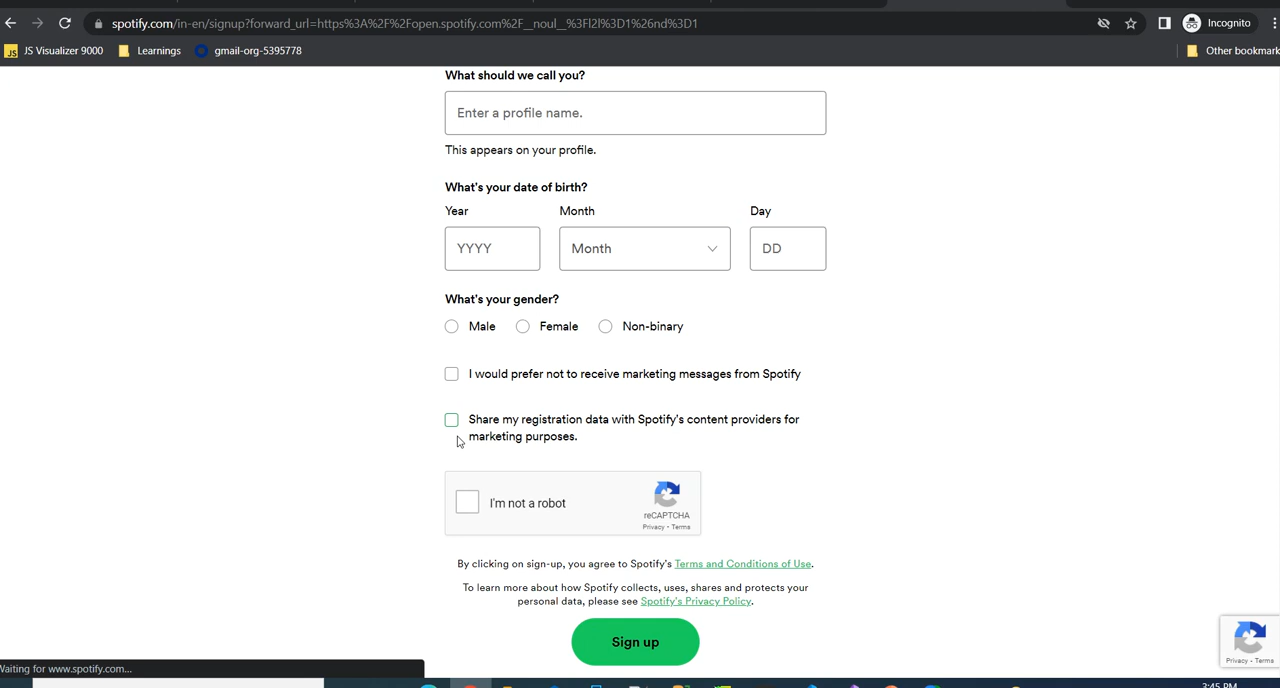 spotify.com/in-en/signup?forward_url=https%3A%2F%2Fopen.spotify.com%2F__noul__%3Fl2l%3D1%26nd%3D1
Incognito
JS JS Visualizer 9000
Learnings
gmail-org-5395778
Other bookmark
What should we call you?
Enter a profile name.
This appears on your profile.
What's your date of birth?
Year Month Day
YYYY Month DD
What's your gender?
Male Female Non-binary
I would prefer not to receive marketing messages from Spotify
Share my registration data with Spotify's content providers for
marketing purposes.
I'm not a robot
reCAPTCHA
Privacy - Terms
By clicking on sign-up, you agree to Spotify's Terms and Conditions of Use.
To learn more about how Spotify collects, uses, shares and protects your
personal data, please see Spotify's Privacy Policy.
Sign up
Privacy - Terms
Waiting for www.spotify.com...
3:45 PM